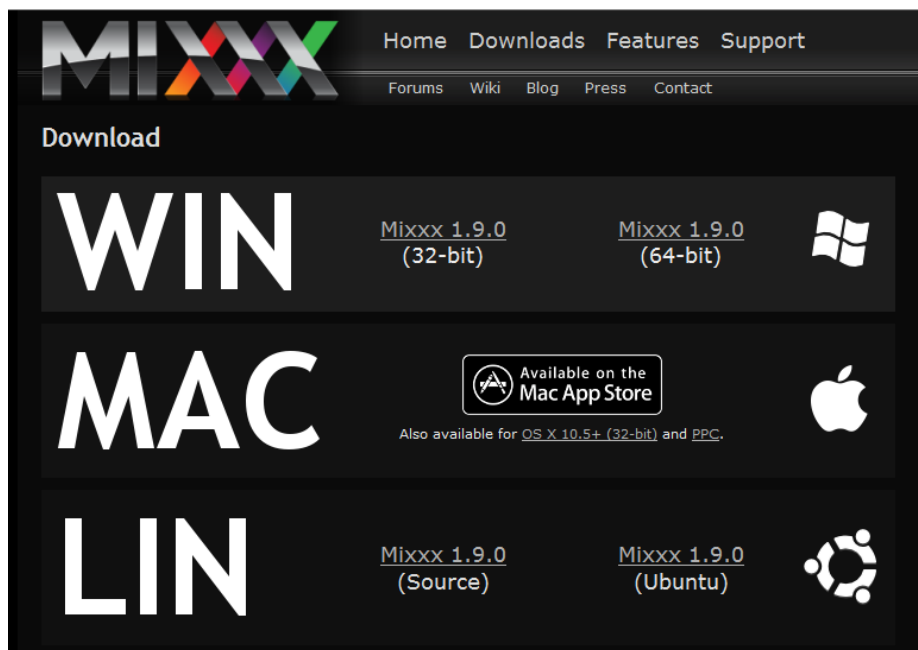 MIXXX
Home Downloads Features Support
Forums Wiki Blog Press Contact
Download
WIN
Mixxx 1.9.0 Mixxx 1.9.0
(32-bit) (64-bit)
MAC
Available on the
Mac App Store
Also available for OS X 10.5+ (32-bit) and PPC.
LIN
Mixxx 1.9.0 Mixxx 1.9.0
(Source) (Ubuntu)